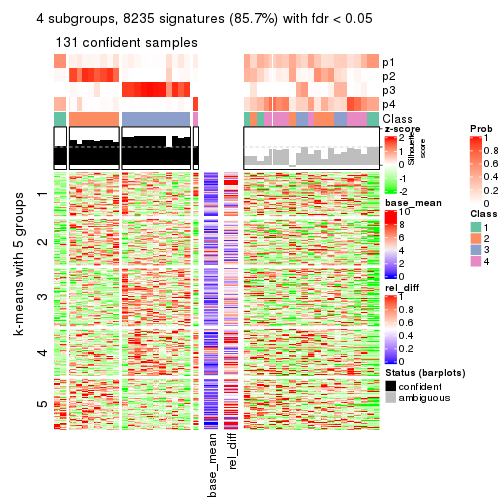 4 subgroups, 8235 signatures (85.7%) with fdr < 0.05
131 confident samples
p1
p2
p3
p4
Class
Silhouette
score
k-means with 5 groups
1
2
3
4
5
base_mean
rel_diff
z-score
2
1
0
-1
-2
base_mean
10
8
6
4
2
0
rel_diff
1
0.8
0.6
0.4
0.2
0
Status (barplots)
confident
ambiguous
Prob
1
0.8
0.6
0.4
0.2
0
Class
1
2
3
4